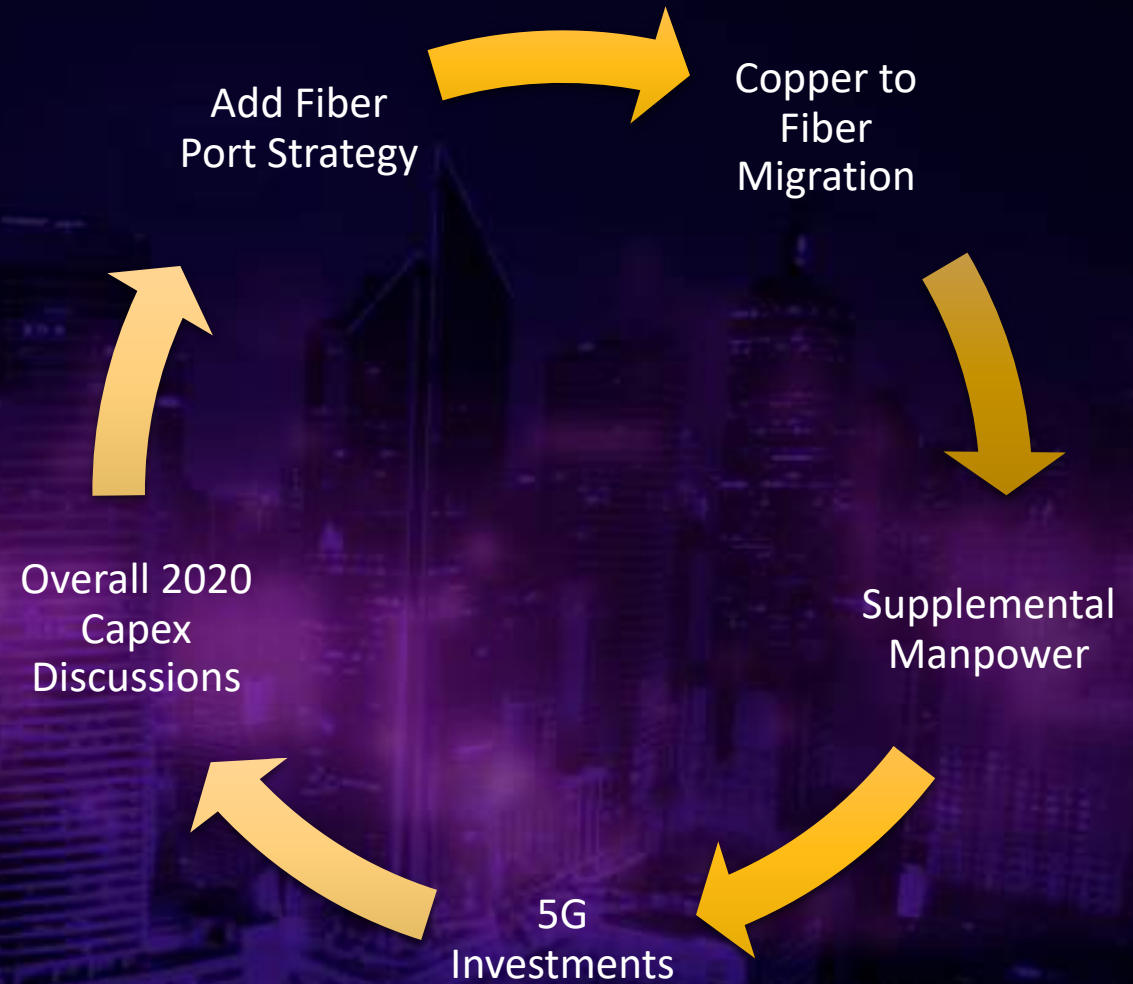 Add Fiber
Port Strategy
Copper to
Fiber
Migration
Supplemental
Manpower
5G
Investments
Overall 2020
Capex
Discussions